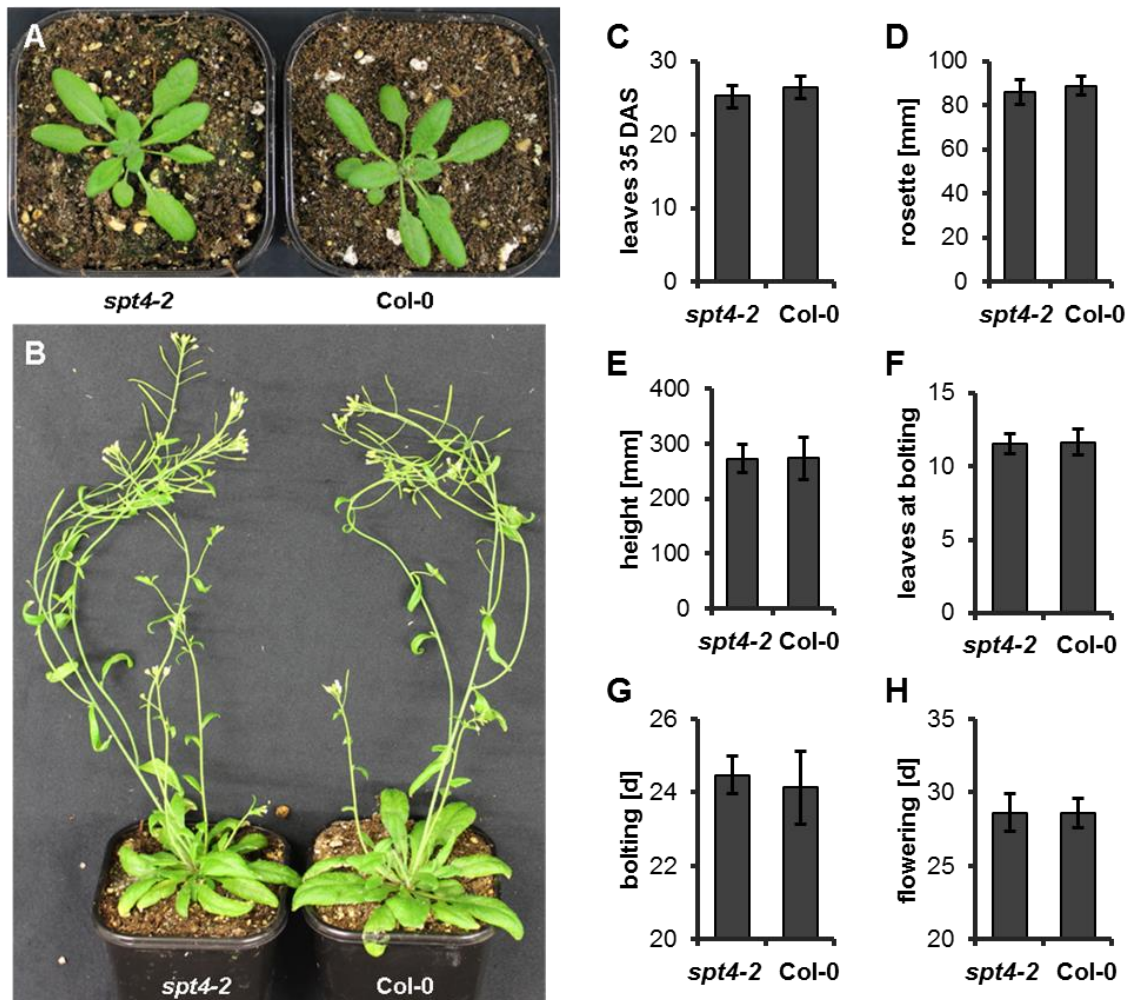 A
spt4-2 Col-0
B
spt4-2 Col-0
C
leaves 35 DAS
30
20
10
0
spt4-2 Col-0
D
rosette [mm]
100
80
60
40
20
0
spt4-2 Col-0
E
height [mm]
400
300
200
100
0
spt4-2 Col-0
F
leaves at bolting
15
10
5
0
spt4-2 Col-0
G
bolting [d]
26
24
22
20
spt4-2 Col-0
H
flowering [d]
35
30
25
20
spt4-2 Col-0